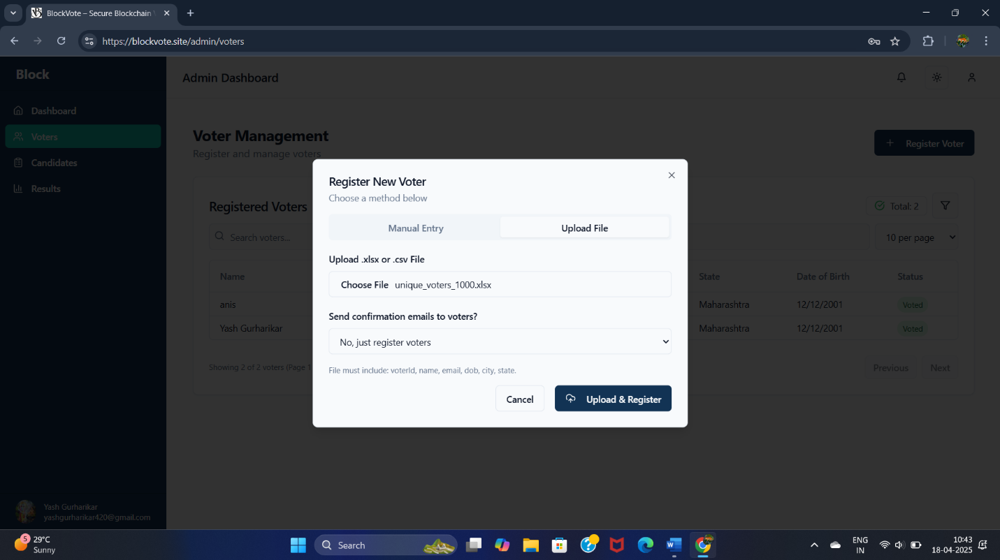 BlockVote – Secure Blockchain
https://blockvote.site/admin/voters
Block
Admin Dashboard
Dashboard
Voters
Candidates
Results
Voter Management
Register and manage voters
Register Voter
Registered Voters
Total: 2
Search voters...
10 per page
Name
State
Date of Birth
Status
anis
Maharashtra
12/12/2001
Voted
Yash Gurharikar
Maharashtra
12/12/2001
Voted
Showing 2 of 2 voters (Page 1
Previous
Next
Register New Voter
Choose a method below
Manual Entry
Upload File
Upload .xlsx or .csv File
Choose File unique_voters_1000.xlsx
Send confirmation emails to voters?
No, just register voters
File must include: voterId, name, email, dob, city, state.
Cancel
Upload & Register
Yash Gurharikar
yashgurharikar420@gmail.com
5
29°C
Sunny
Search
ENG
IN
10:43
18-04-2025